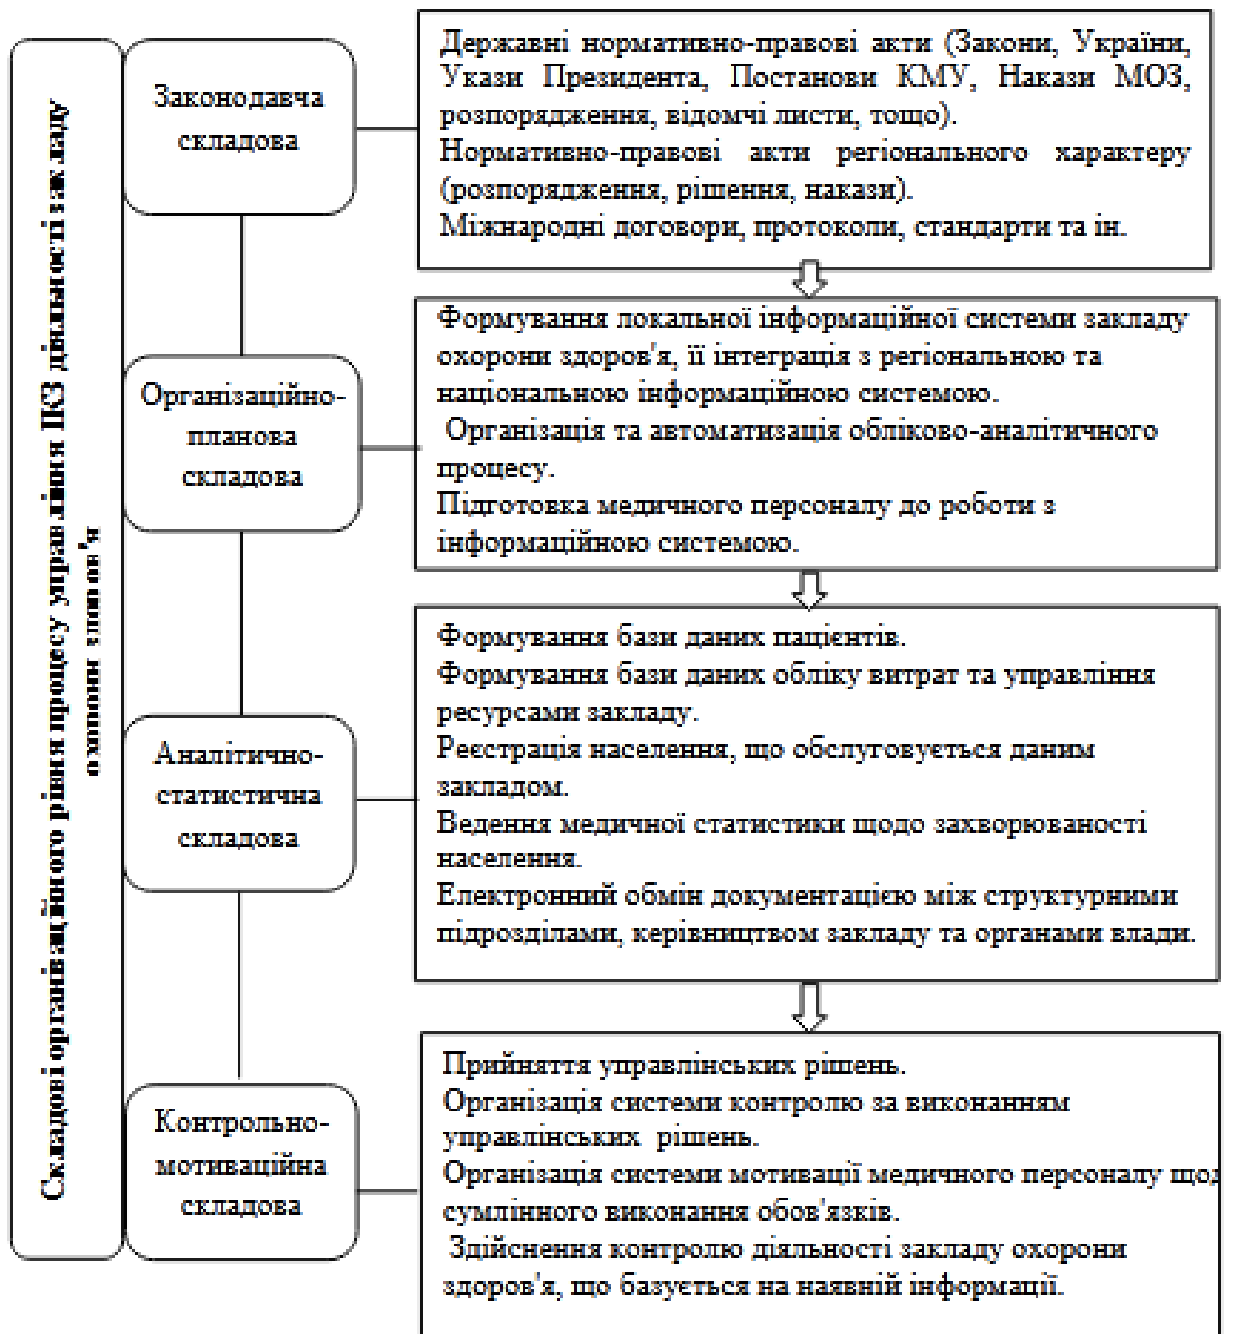 Складові організаційного рівня процесу управління ІКЗ діяльності закладу
охорони здоров'я
Законодавча
складова
Державні нормативно-правові акти (Закони, України,
Укази Президента, Постанови КМУ, Накази МОЗ,
розпорядження, відомчі листи, тощо).
Нормативно-правові акти регіонального характеру
(розпорядження, рішення, накази).
Міжнародні договори, протоколи, стандарти та ін.
Організаційно-
планова
складова
Формування локальної інформаційної системи закладу
охорони здоров'я, її інтеграція з регіональною та
національною інформаційною системою.
Організація та автоматизація обліково-аналітичного
процесу.
Підготовка медичного персоналу до роботи з
інформаційною системою.
Аналітично-
статистична
складова
Формування бази даних пацієнтів.
Формування бази даних обліку витрат та управління
ресурсами закладу.
Реєстрація населення, що обслуговується даним
закладом.
Ведення медичної статистики щодо захворюваності
населення.
Електронний обмін документацією між структурними
підрозділами, керівництвом закладу та органами влади.
Контрольно-
мотиваційна
складова
Прийняття управлінських рішень.
Організація системи контролю за виконанням
управлінських рішень.
Організація системи мотивації медичного персоналу щод
сумлінного виконання обов'язків.
Здійснення контролю діяльності закладу охорони
здоров'я, що базується на наявній інформації.